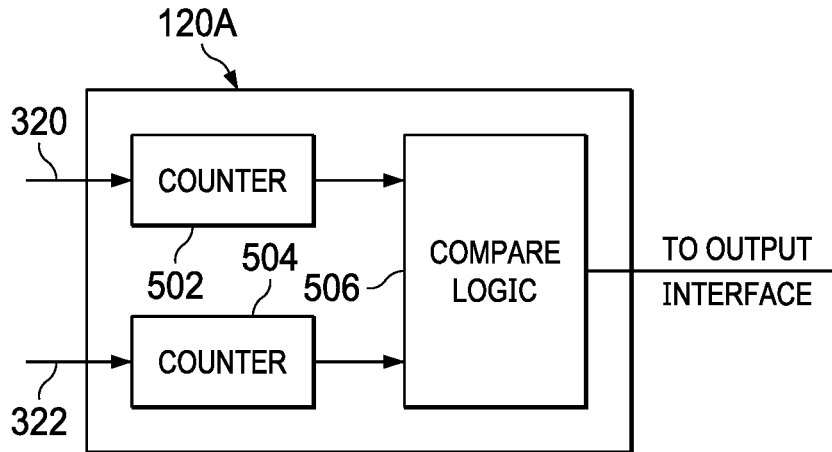 120A
320
COUNTER
502
504
506
COMPARE
LOGIC
TO OUTPUT
INTERFACE
COUNTER
322